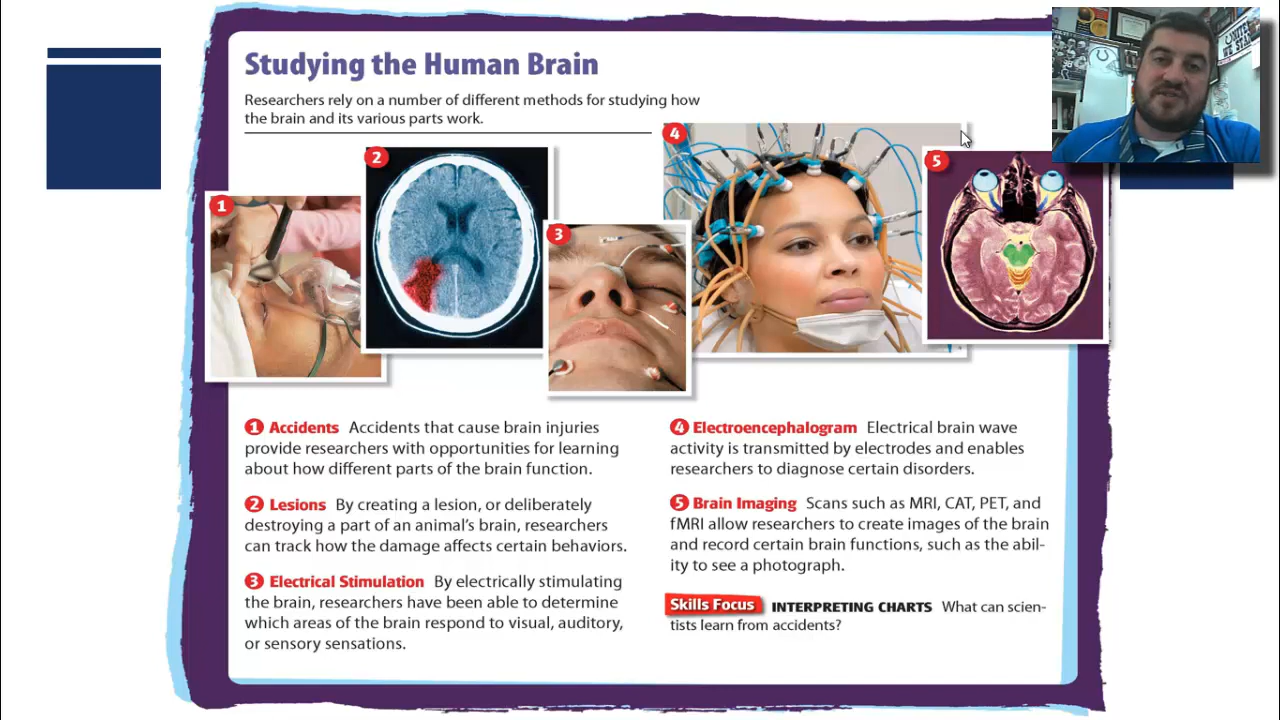 Studying the Human Brain
Researchers rely on a number of different methods for studying how
the brain and its various parts work.
1
2
3
4
5
1 Accidents Accidents that cause brain injuries
provide researchers with opportunities for learning
about how different parts of the brain function.
2 Lesions By creating a lesion, or deliberately
destroying a part of an animal's brain, researchers
can track how the damage affects certain behaviors.
3 Electrical Stimulation By electrically stimulating
the brain, researchers have been able to determine
which areas of the brain respond to visual, auditory,
or sensory sensations.
4 Electroencephalogram Electrical brain wave
activity is transmitted by electrodes and enables
researchers to diagnose certain disorders.
5 Brain Imaging Scans such as MRI, CAT, PET, and
fMRI allow researchers to create images of the brain
and record certain brain functions, such as the abil-
ity to see a photograph.
Skills Focus INTERPRETING CHARTS What can scien-
tists learn from accidents?